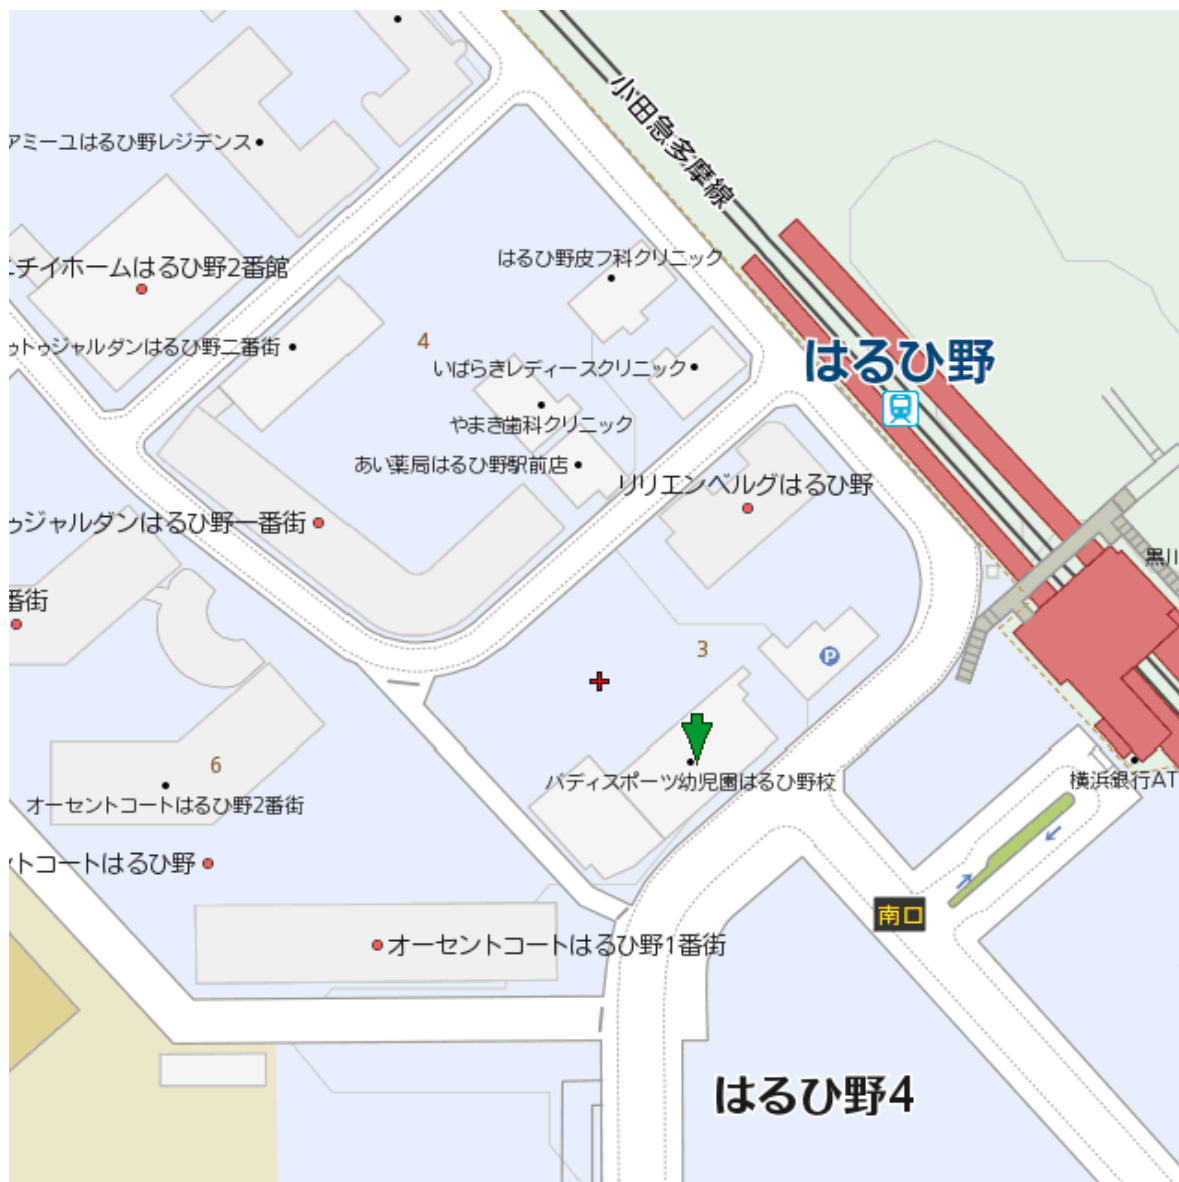 小田急多摩線
アミーユはるひ野レジデンス
はるひ野皮フ科クリニック
ニチイホームはるひ野2番館
4
ゥトゥジャルダンはるひ野二番街
はるひ野
いばらきレディースクリニック
やまき歯科クリニック
あい薬局はるひ野駅前店
リリエンベルグはるひ野
ゥジャルダンはるひ野一番街
黒川
番街
3
P
6
バディスポーツ幼児園はるひ野校
横浜銀行AT
オーセントコートはるひ野2番街
ントコートはるひ野
南口
オーセントコートはるひ野1番街
はるひ野4